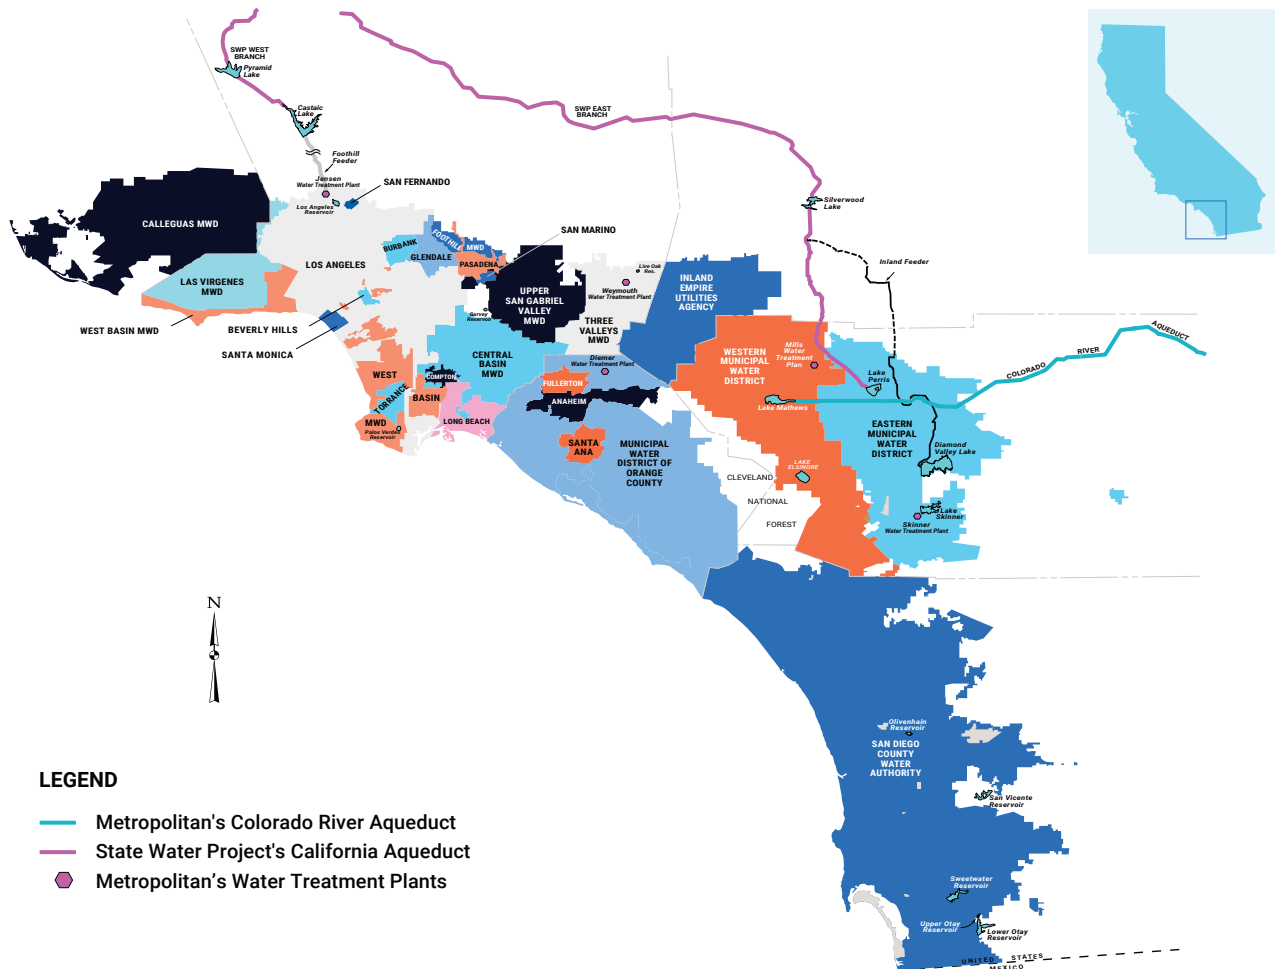 SWP WEST
BRANCH
Pyramid
Lake
Castaic
Lake
SWP EAST
BRANCH
Foothill
Feeder
Jensen
Water Treatment Plant
Los Angeles
Reservoir
SAN FERNANDO
Silverwood
Lake
CALLEGUAS MWD
SAN MARINO
BURBANK
FOOTHILL
MWD
GLENDALE
PASADENA
LOS ANGELES
Inland Feeder
Live Oak
Res.
LAS VIRGENES
MWD
UPPER
SAN GABRIEL
VALLEY
MWD
Weymouth
Water Treatment Plant
INLAND
EMPIRE
UTILITIES
AGENCY
Garvey
Reservoir
WEST BASIN MWD
BEVERLY HILLS
SANTA MONICA
THREE
VALLEYS
MWD
COLORADO
RIVER
AQUEDUCT
CENTRAL
BASIN
MWD
Diemer
Water Treatment Plant
WESTERN
MUNICIPAL
WATER
DISTRICT
Mills
Water
Treatment
Plan
Lake
Perris
WEST
COMPTON
FULLERTON
TORRANCE
BASIN
ANAHEIM
Lake Mathews
MWD
Palos Verdes
Reservoir
LONG BEACH
SANTA
ANA
MUNICIPAL
WATER
DISTRICT OF
ORANGE
COUNTY
EASTERN
MUNICIPAL
WATER
DISTRICT
Diamond
Valley Lake
LAKE
ELSINORE
CLEVELAND
NATIONAL
FOREST
Lake
Skinner
Skinner
Water Treatment Plant
N
Olivenhain
Reservoir
SAN DIEGO
COUNTY
WATER
AUTHORITY
San Vicente
Reservoir
Sweetwater
Reservoir
Upper Otay
Reservoir
Lower Otay
Reservoir
UNITED STATES
MEXICO
LEGEND
Metropolitan's Colorado River Aqueduct
State Water Project's California Aqueduct
Metropolitan’s Water Treatment Plants